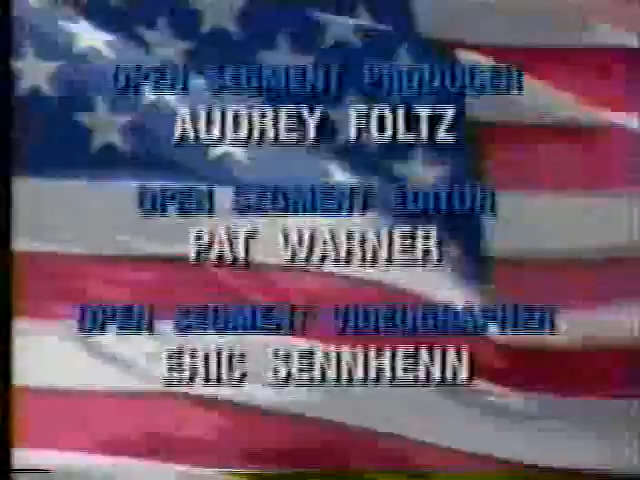 OPEN SEGMENT PRODUCER
AUDREY FOLTZ
OPEN SEGMENT EDITOR
PAT WARNER
OPEN SEGMENT VIDEOGRAPHER
ERIC SENNHENN